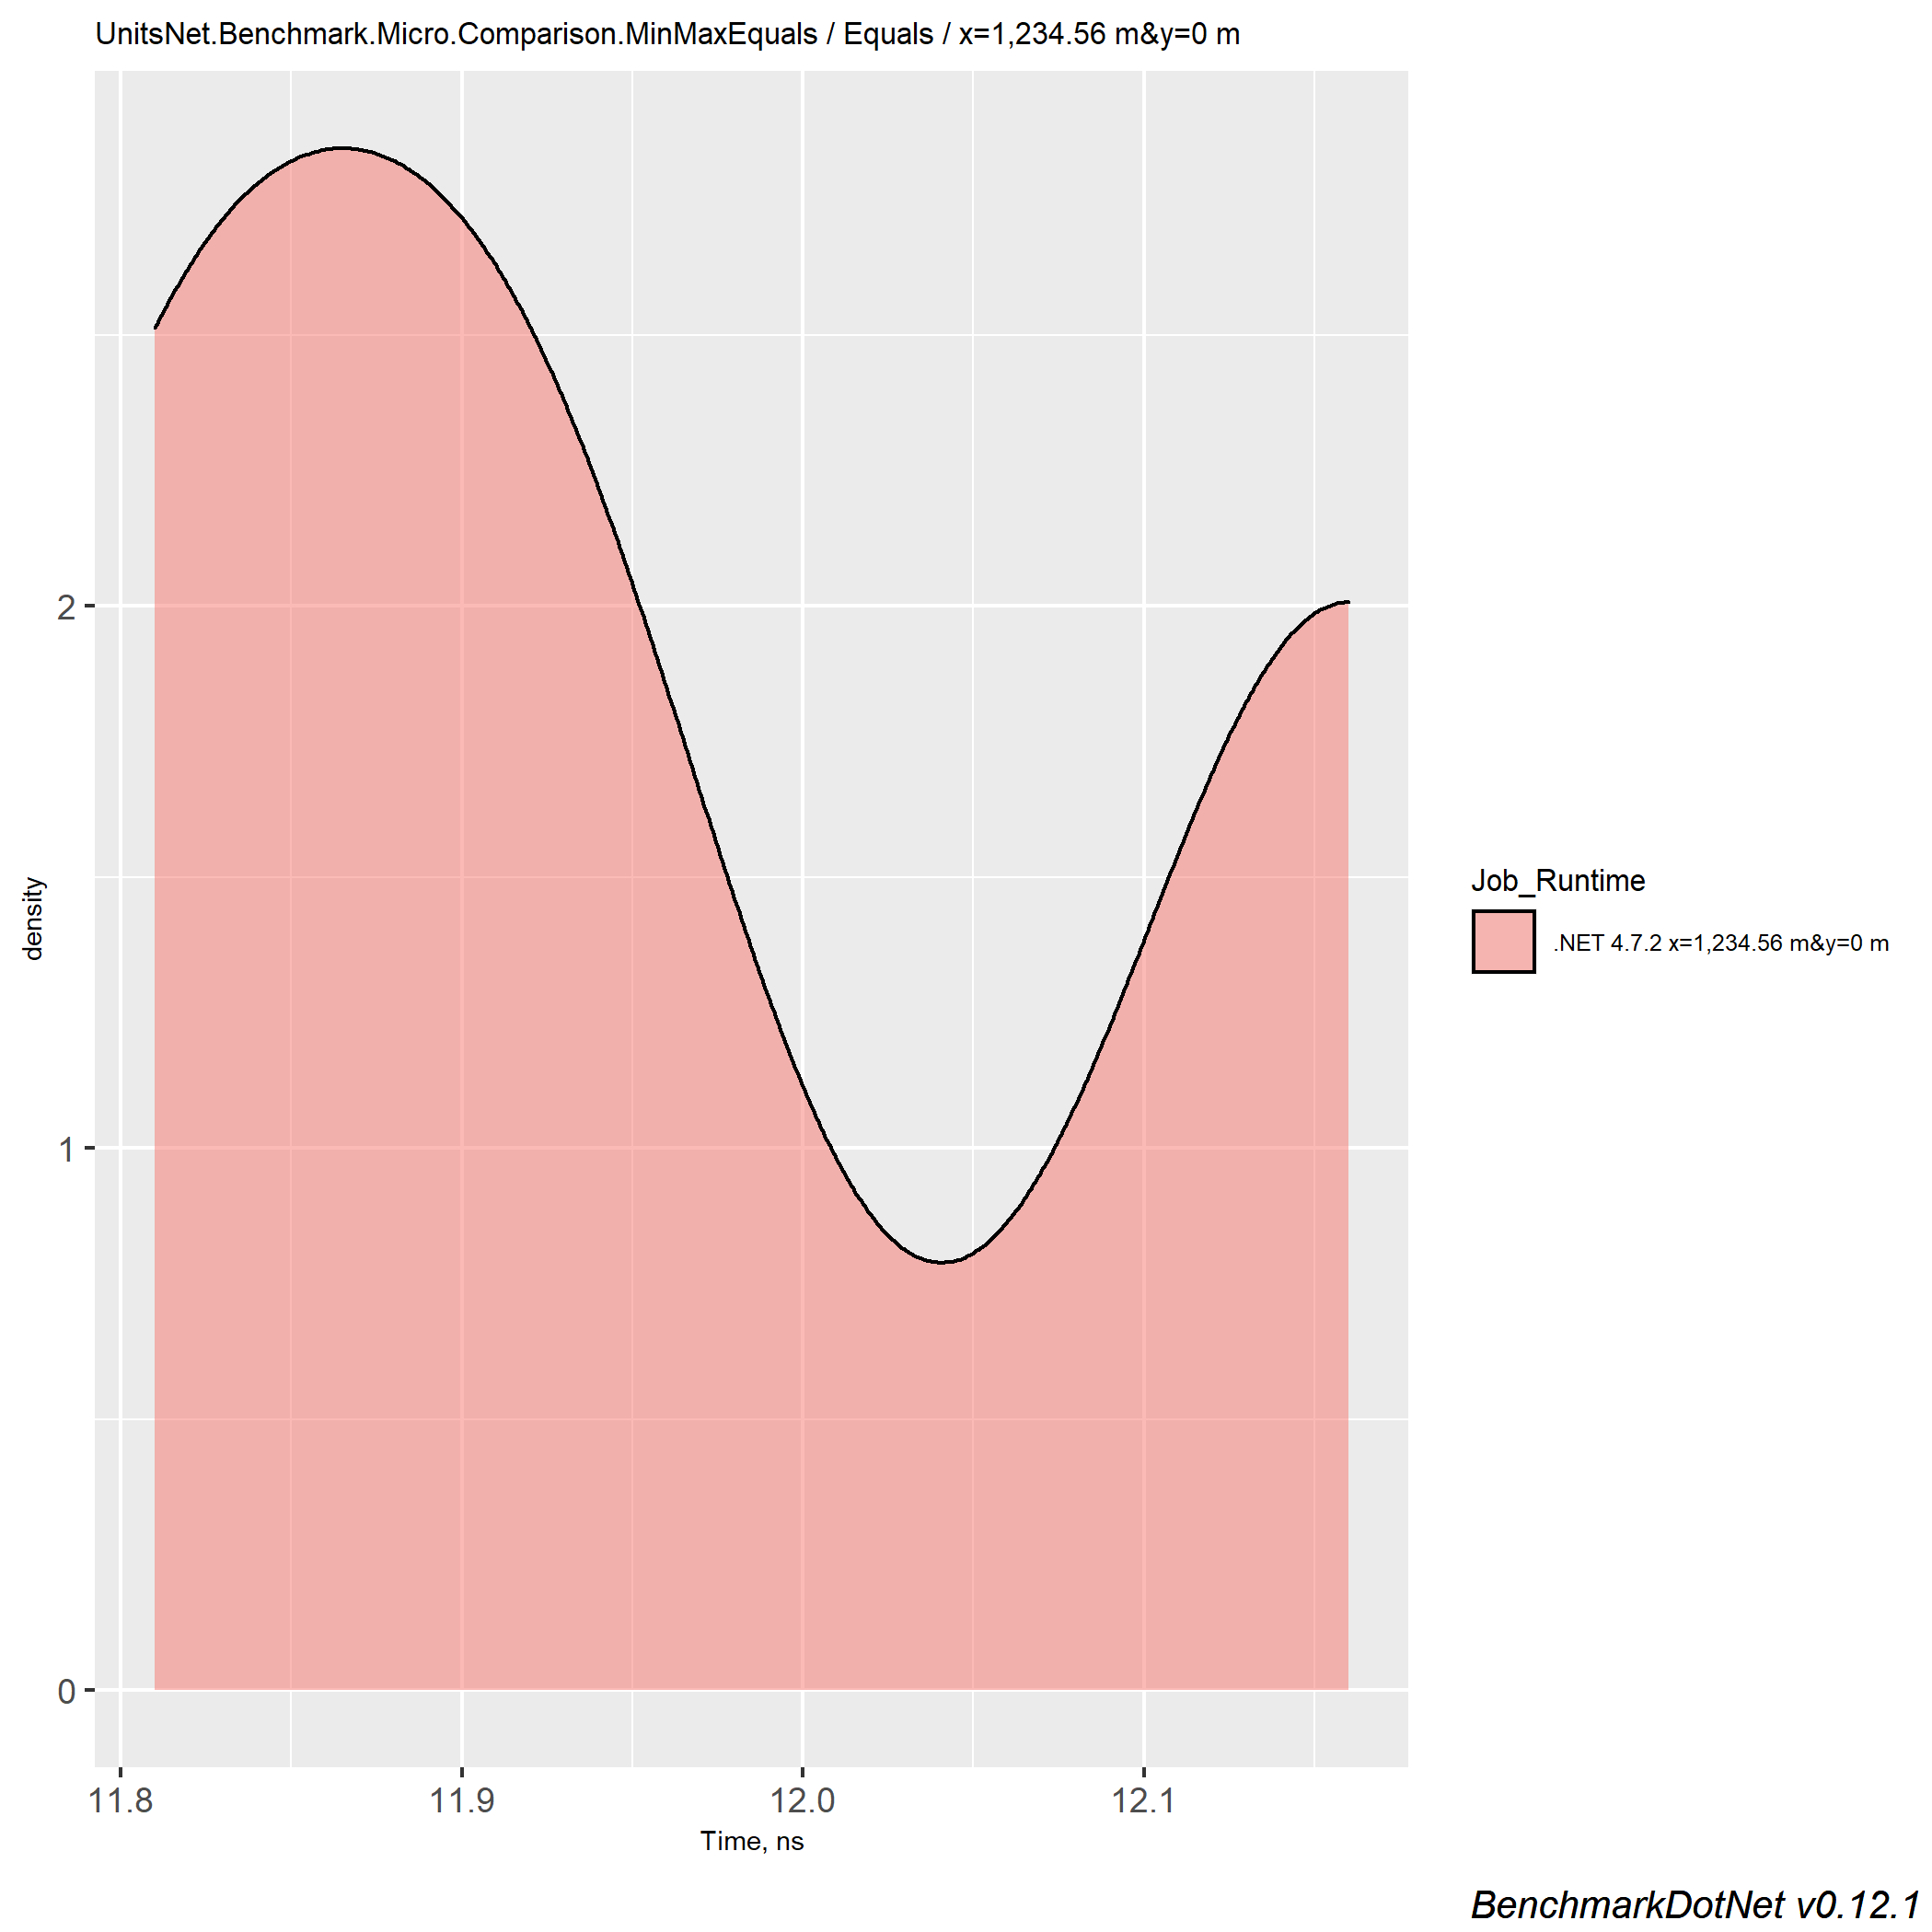 UnitsNet.Benchmark.Micro.Comparison.MinMaxEquals / Equals / x=1,234.56 m&y=0 m
density
2
1
0
11.8 11.9 12.0 12.1
Time, ns
Job_Runtime
.NET 4.7.2 x=1,234.56 m&y=0 m
BenchmarkDotNet v0.12.1